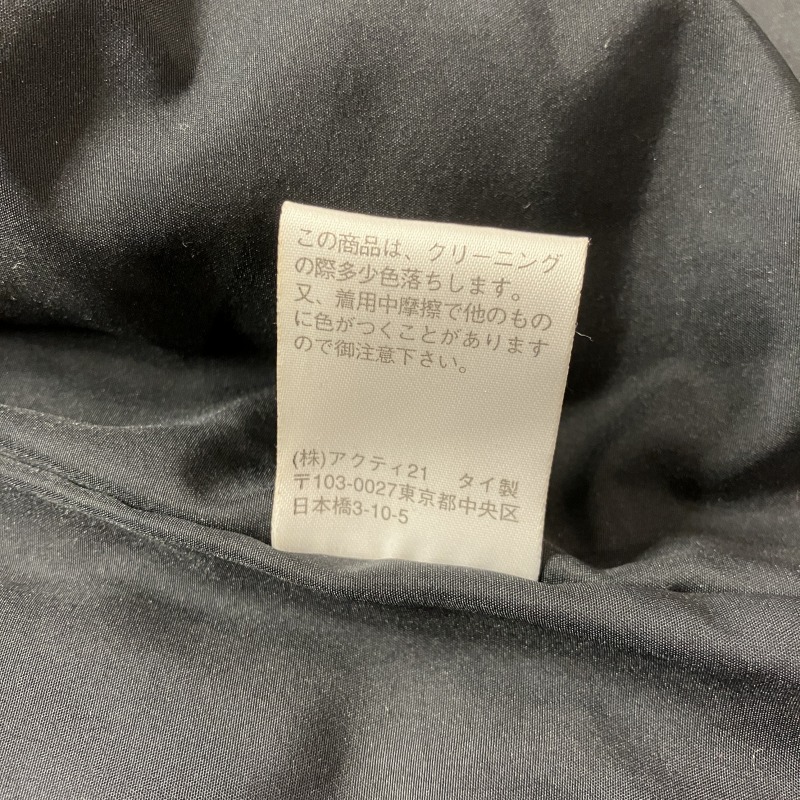 この商品は、クリーニング
の際多少色落ちします。
又、着用中摩擦で他のもの
に色がつくことがあります
ので御注意下さい。
(株)アクティ21　タイ製
〒103-0027東京都中央区
日本橋3-10-5